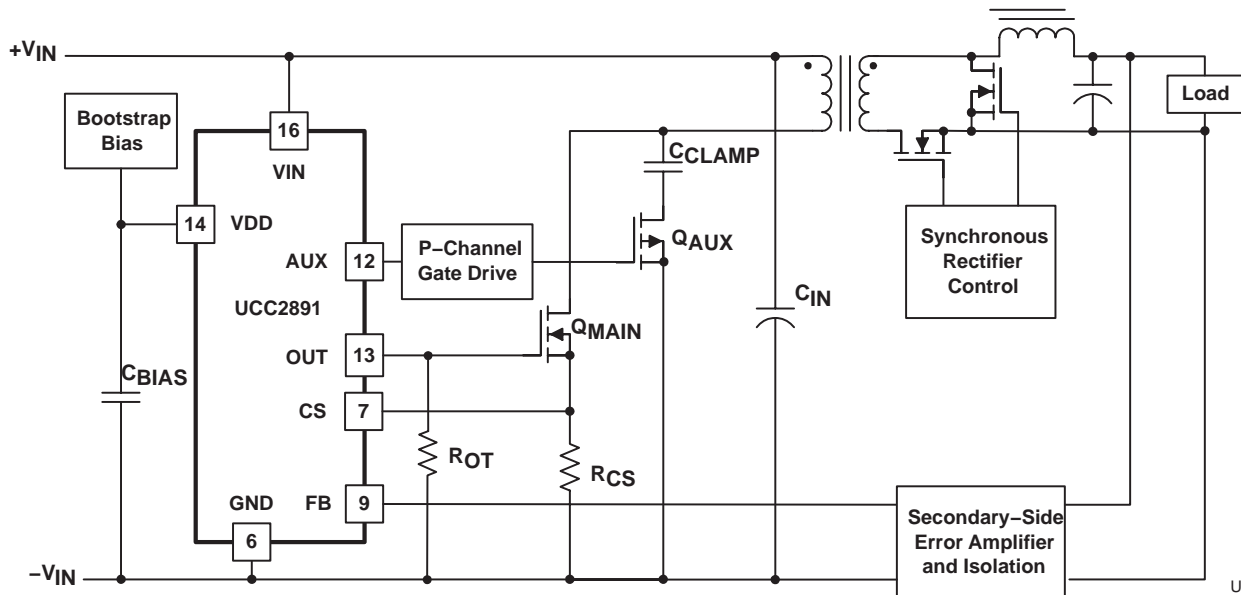 +VIN
Bootstrap
Bias
16
VIN
14
VDD
AUX
12
P−Channel
Gate Drive
UCC2891
OUT
13
CS
7
CBIAS
GND
6
FB
9
ROT
RCS
CCLAMP
QAUX
QMAIN
CIN
Synchronous
Rectifier
Control
Load
Secondary−Side
Error Amplifier
and Isolation
−VIN
U